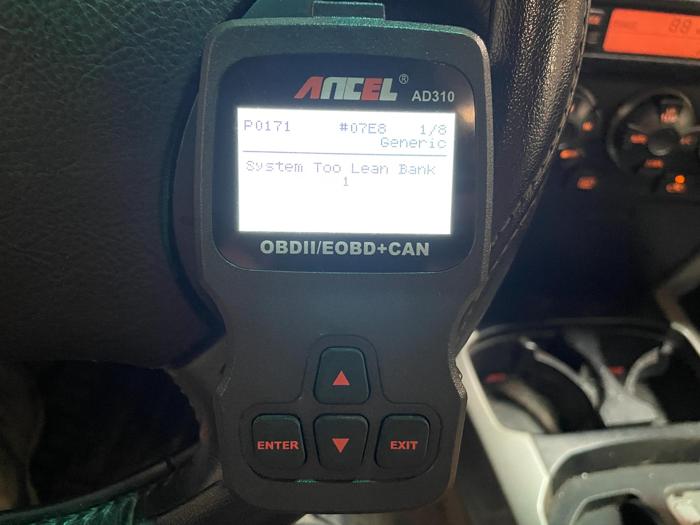 ANCEL® AD310
P0171 #07E8 1/8
Generic
System Too Lean Bank
1
OBDII/EOBD+CAN
▲
ENTER ▼ EXIT